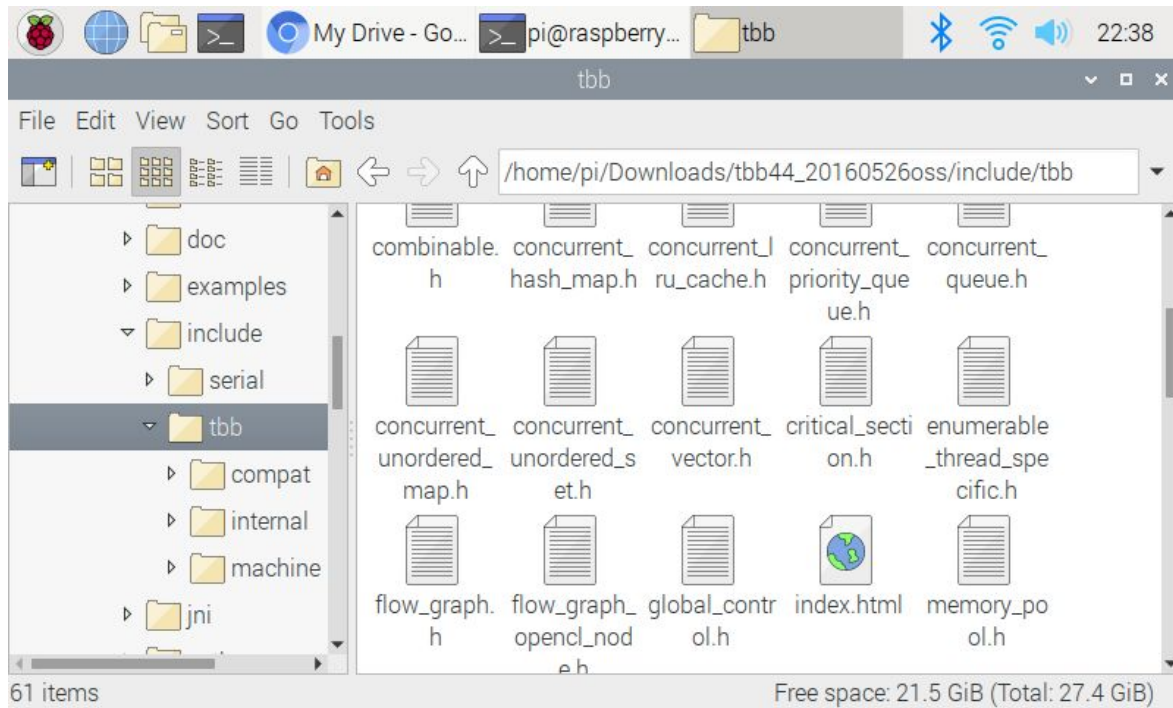 My Drive - Go... pi@raspberry... tbb 22:38
tbb
File Edit View Sort Go Tools
/home/pi/Downloads/tbb44_20160526oss/include/tbb
doc
examples
include
serial
tbb
compat
internal
machine
jni
combinable. concurrent_ concurrent_l concurrent_ concurrent_
h hash_map.h ru_cache.h priority_que queue.h
ue.h
concurrent_ concurrent_ concurrent_ critical_secti enumerable
unordered_ unordered_s vector.h on.h _thread_spe
map.h et.h cific.h
flow_graph. flow_graph_ global_contr index.html memory_po
h opencl_nod ol.h ol.h
e.h
61 items Free space: 21.5 GiB (Total: 27.4 GiB)